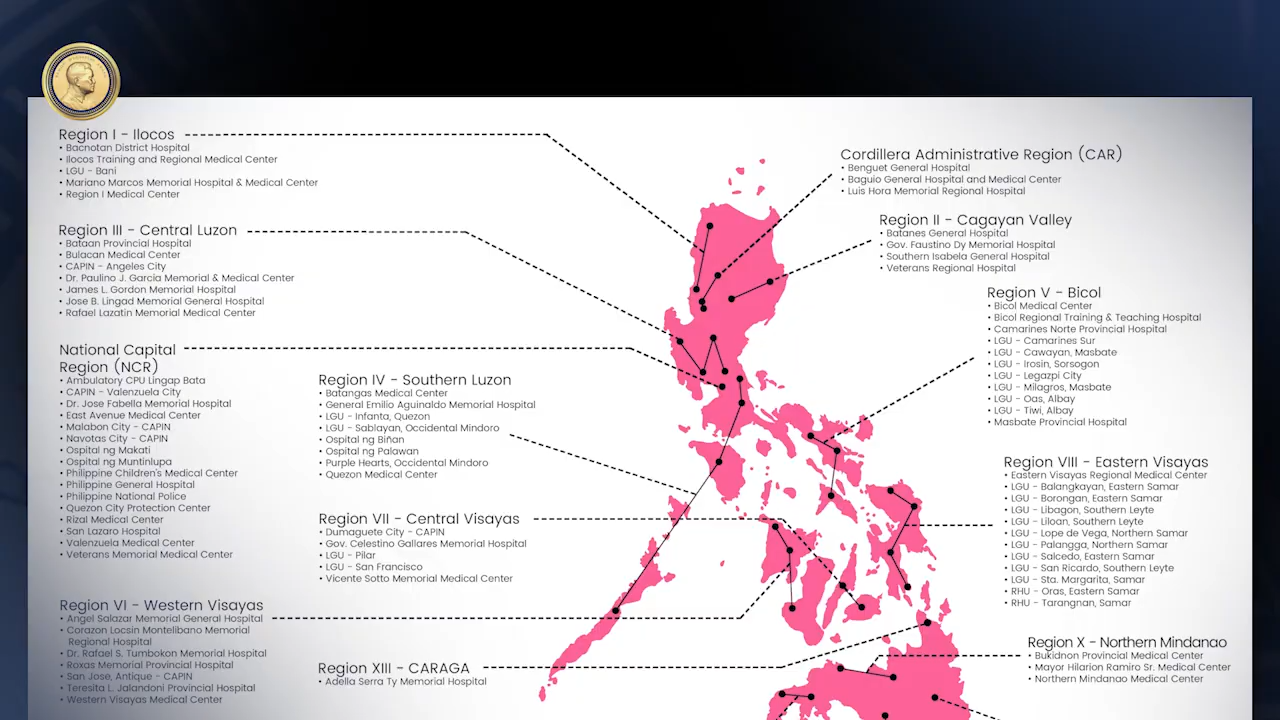 Region I - Ilocos
• Bacnotan District Hospital
• Ilocos Training and Regional Medical Center
• LGU - Bani
• Mariano Marcos Memorial Hospital & Medical Center
• Region I Medical Center
Region III - Central Luzon
• Bataan Provincial Hospital
• Bulacan Medical Center
• CAPIN - Angeles City
• Dr. Paulino J. Garcia Memorial & Medical Center
• James L. Gordon Memorial Hospital
• Jose B. Lingad Memorial General Hospital
• Rafael Lazatin Memorial Medical Center
National Capital
Region (NCR)
• Ambulatory CPU Lingap Bata
• CAPIN - Valenzuela City
• Dr. Jose Fabella Memorial Hospital
• East Avenue Medical Center
• Malabon City - CAPIN
• Navotas City - CAPIN
• Ospital ng Makati
• Ospital ng Muntinlupa
• Philippine Children's Medical Center
• Philippine General Hospital
• Philippine National Police
• Quezon City Protection Center
• Rizal Medical Center
• San Lazaro Hospital
• Valenzuela Medical Center
• Veterans Memorial Medical Center
Region VI - Western Visayas
• Angel Salazar Memorial General Hospital
• Corazon Locsin Montelibano Memorial
Regional Hospital
• Dr. Rafael S. Tumbokon Memorial Hospital
• Roxas Memorial Provincial Hospital
• San Jose, Antique - CAPIN
• Teresita L. Jalandoni Provincial Hospital
• Western Visayas Medical Center
Region IV - Southern Luzon
• Batangas Medical Center
• General Emilio Aguinaldo Memorial Hospital
• LGU - Infanta, Quezon
• LGU - Sablayan, Occidental Mindoro
• Ospital ng Biñan
• Ospital ng Palawan
• Purple Hearts, Occidental Mindoro
• Quezon Medical Center
Region VII - Central Visayas
• Dumaguete City - CAPIN
• Gov. Celestino Gallares Memorial Hospital
• LGU - Pilar
• LGU - San Francisco
• Vicente Sotto Memorial Medical Center
Region XIII - CARAGA
• Adella Serra Ty Memorial Hospital
Cordillera Administrative Region (CAR)
• Benguet General Hospital
• Baguio General Hospital and Medical Center
• Luis Hora Memorial Regional Hospital
Region II - Cagayan Valley
• Batanes General Hospital
• Gov. Faustino Dy Memorial Hospital
• Southern Isabela General Hospital
• Veterans Regional Hospital
Region V - Bicol
• Bicol Medical Center
• Bicol Regional Training & Teaching Hospital
• Camarines Norte Provincial Hospital
• LGU - Camarines Sur
• LGU - Cawayan, Masbate
• LGU - Irosin, Sorsogon
• LGU - Legazpi City
• LGU - Milagros, Masbate
• LGU - Oas, Albay
• LGU - Tiwi, Albay
• Masbate Provincial Hospital
Region VIII - Eastern Visayas
• Eastern Visayas Regional Medical Center
• LGU - Balangkayan, Eastern Samar
• LGU - Borongan, Eastern Samar
• LGU - Libagon, Southern Leyte
• LGU - Liloan, Southern Leyte
• LGU - Lope de Vega, Northern Samar
• LGU - Palangga, Northern Samar
• LGU - Salcedo, Eastern Samar
• LGU - San Ricardo, Southern Leyte
• LGU - Sta. Margarita, Samar
• RHU - Oras, Eastern Samar
• RHU - Tarangnan, Samar
Region X - Northern Mindanao
• Bukidnon Provincial Medical Center
• Mayor Hilarion Ramiro Sr. Medical Center
• Northern Mindanao Medical Center